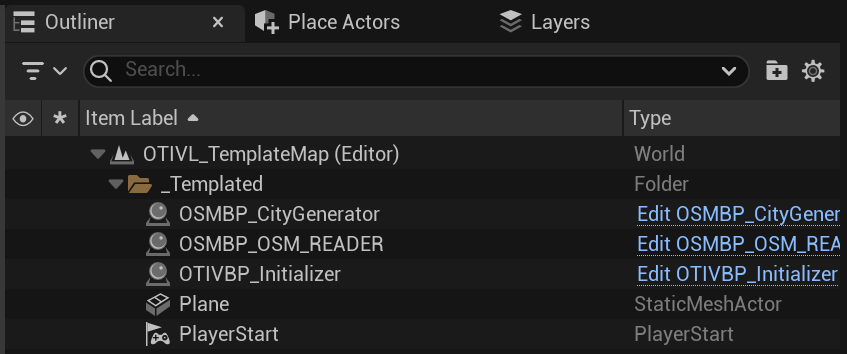 Outliner × Place Actors Layers
Search...
* Item Label Type
OTIVL_TemplateMap (Editor) World
_Templated Folder
OSMBP_CityGenerator Edit OSMBP_CityGener
OSMBP_OSM_READER Edit OSMBP_OSM_REA
OTIVBP_Initializer Edit OTIVBP_Initializer
Plane StaticMeshActor
PlayerStart PlayerStart